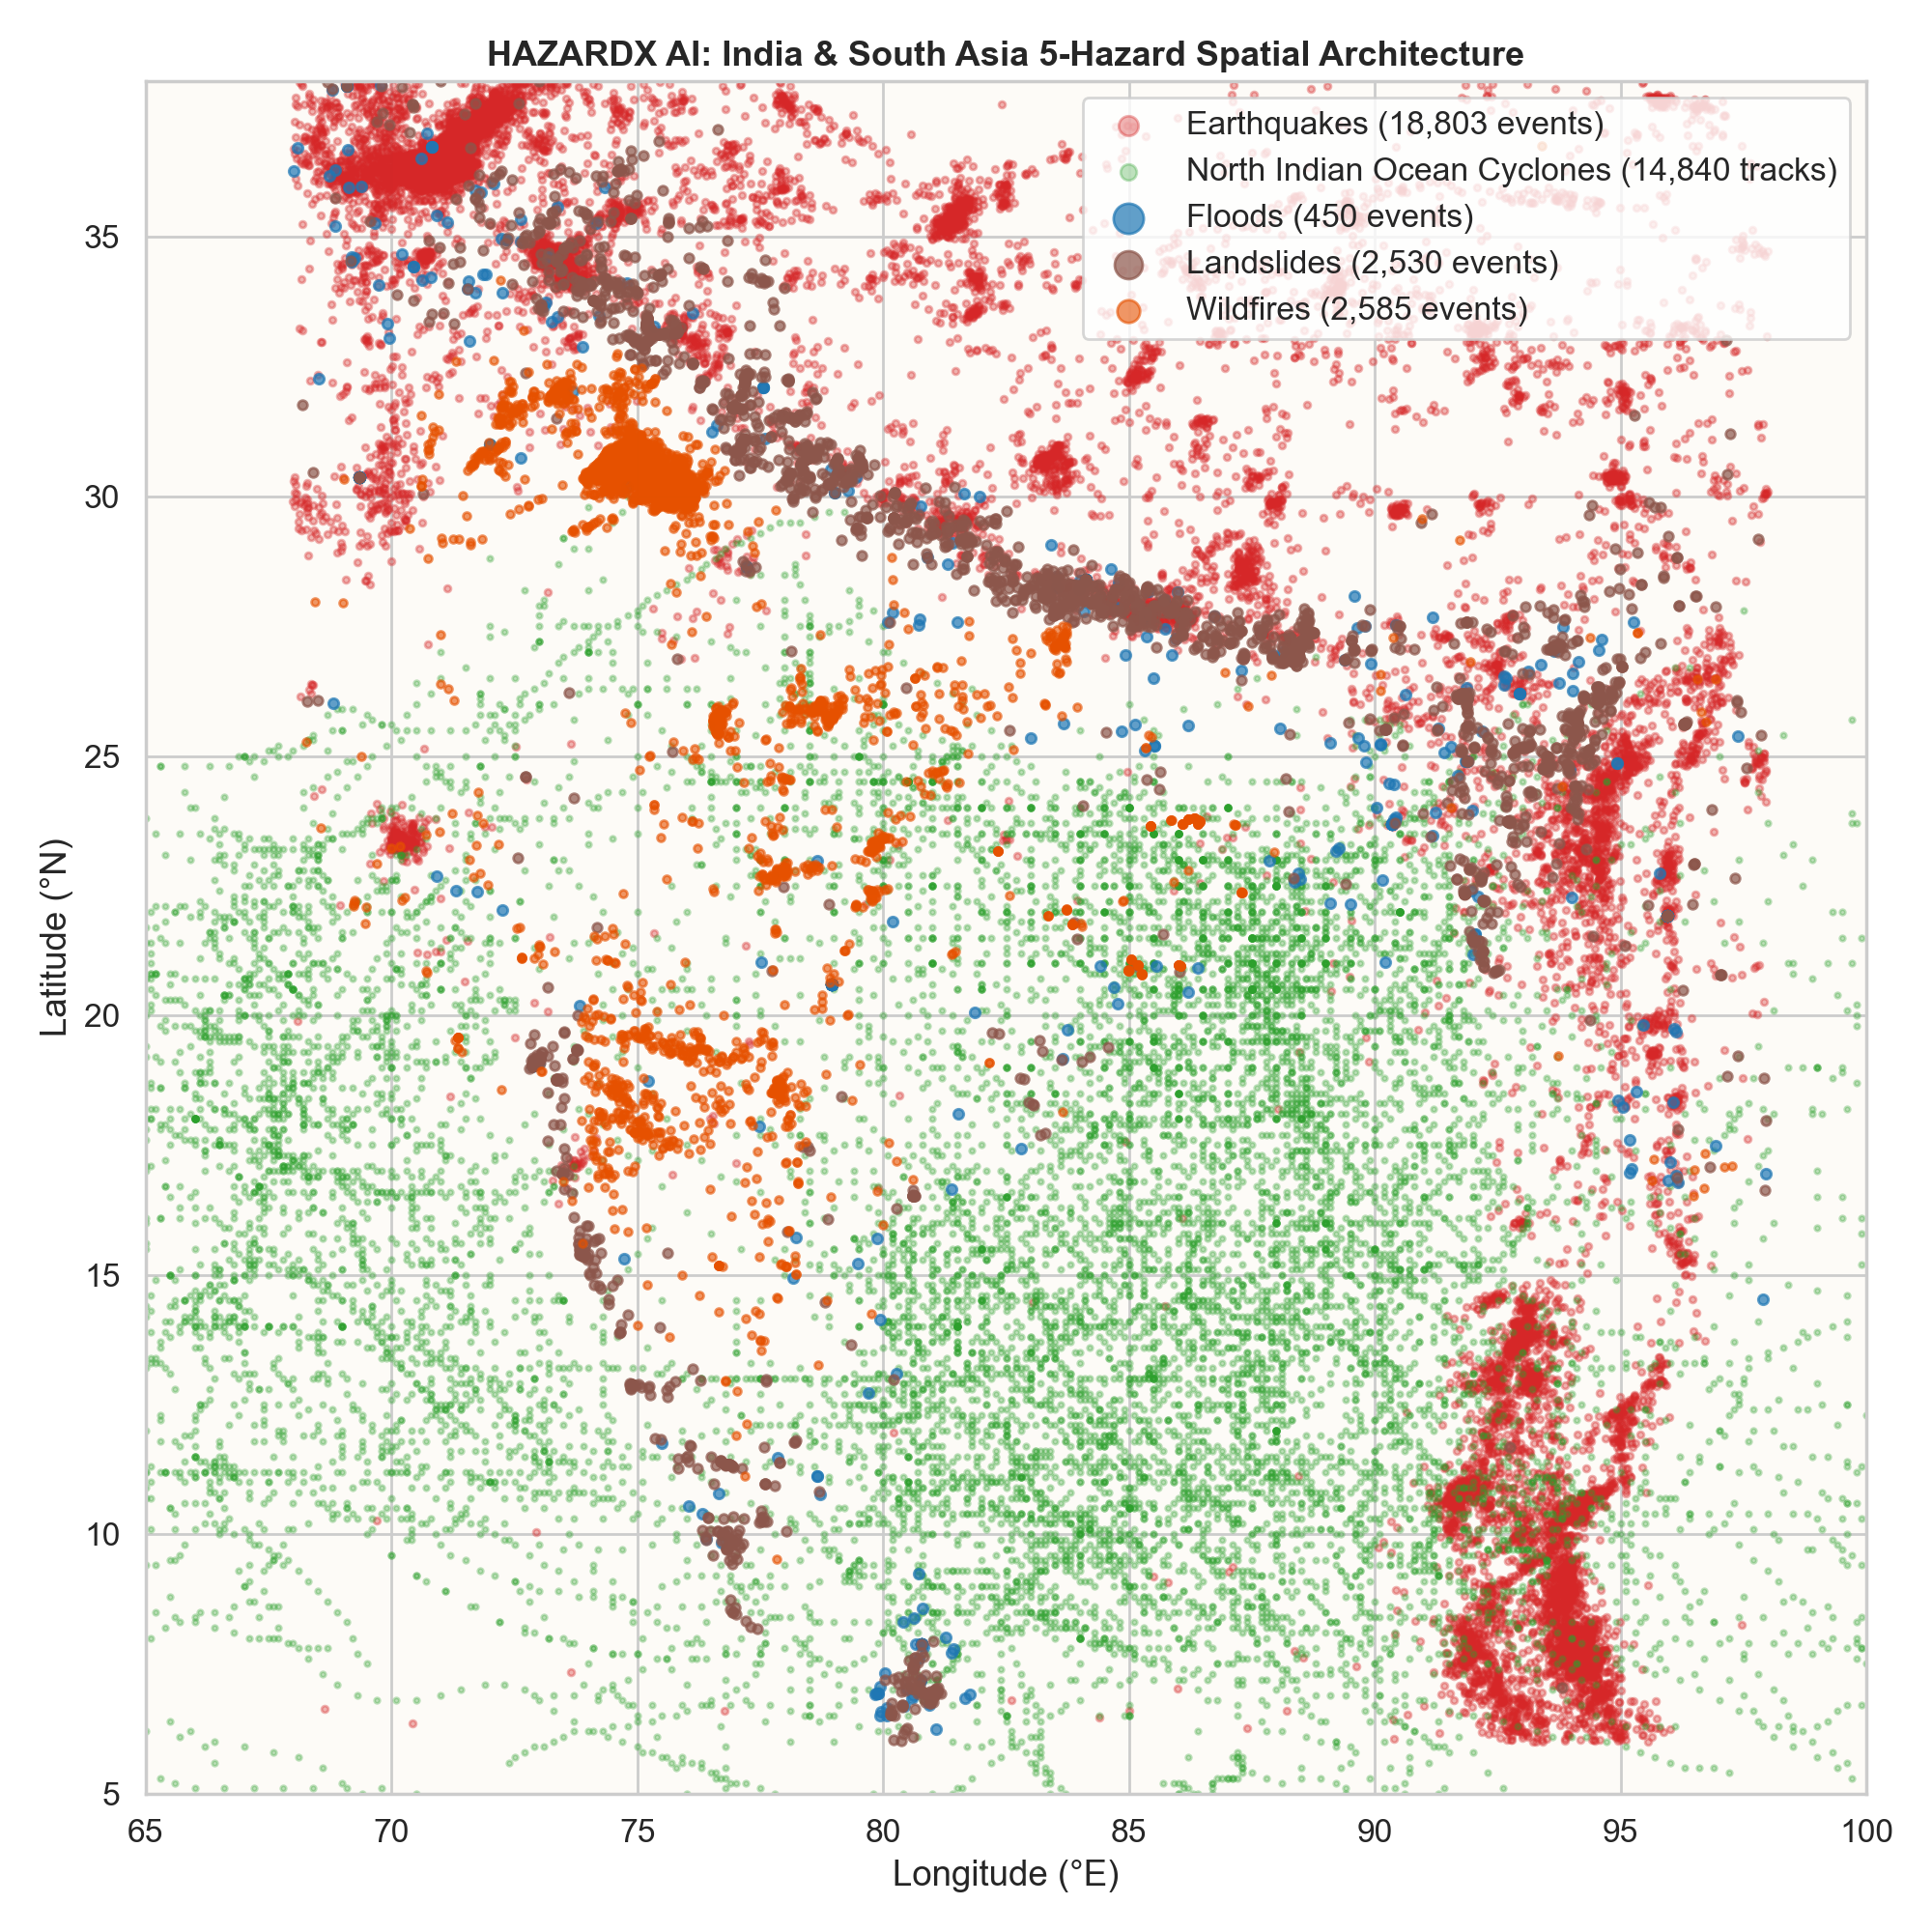 HAZARDX AI: India & South Asia 5-Hazard Spatial Architecture
Earthquakes (18,803 events)
North Indian Ocean Cyclones (14,840 tracks)
Floods (450 events)
Landslides (2,530 events)
Wildfires (2,585 events)
35
30
25
20
15
10
5
Latitude (°N)
65 70 75 80 85 90 95 100
Longitude (°E)